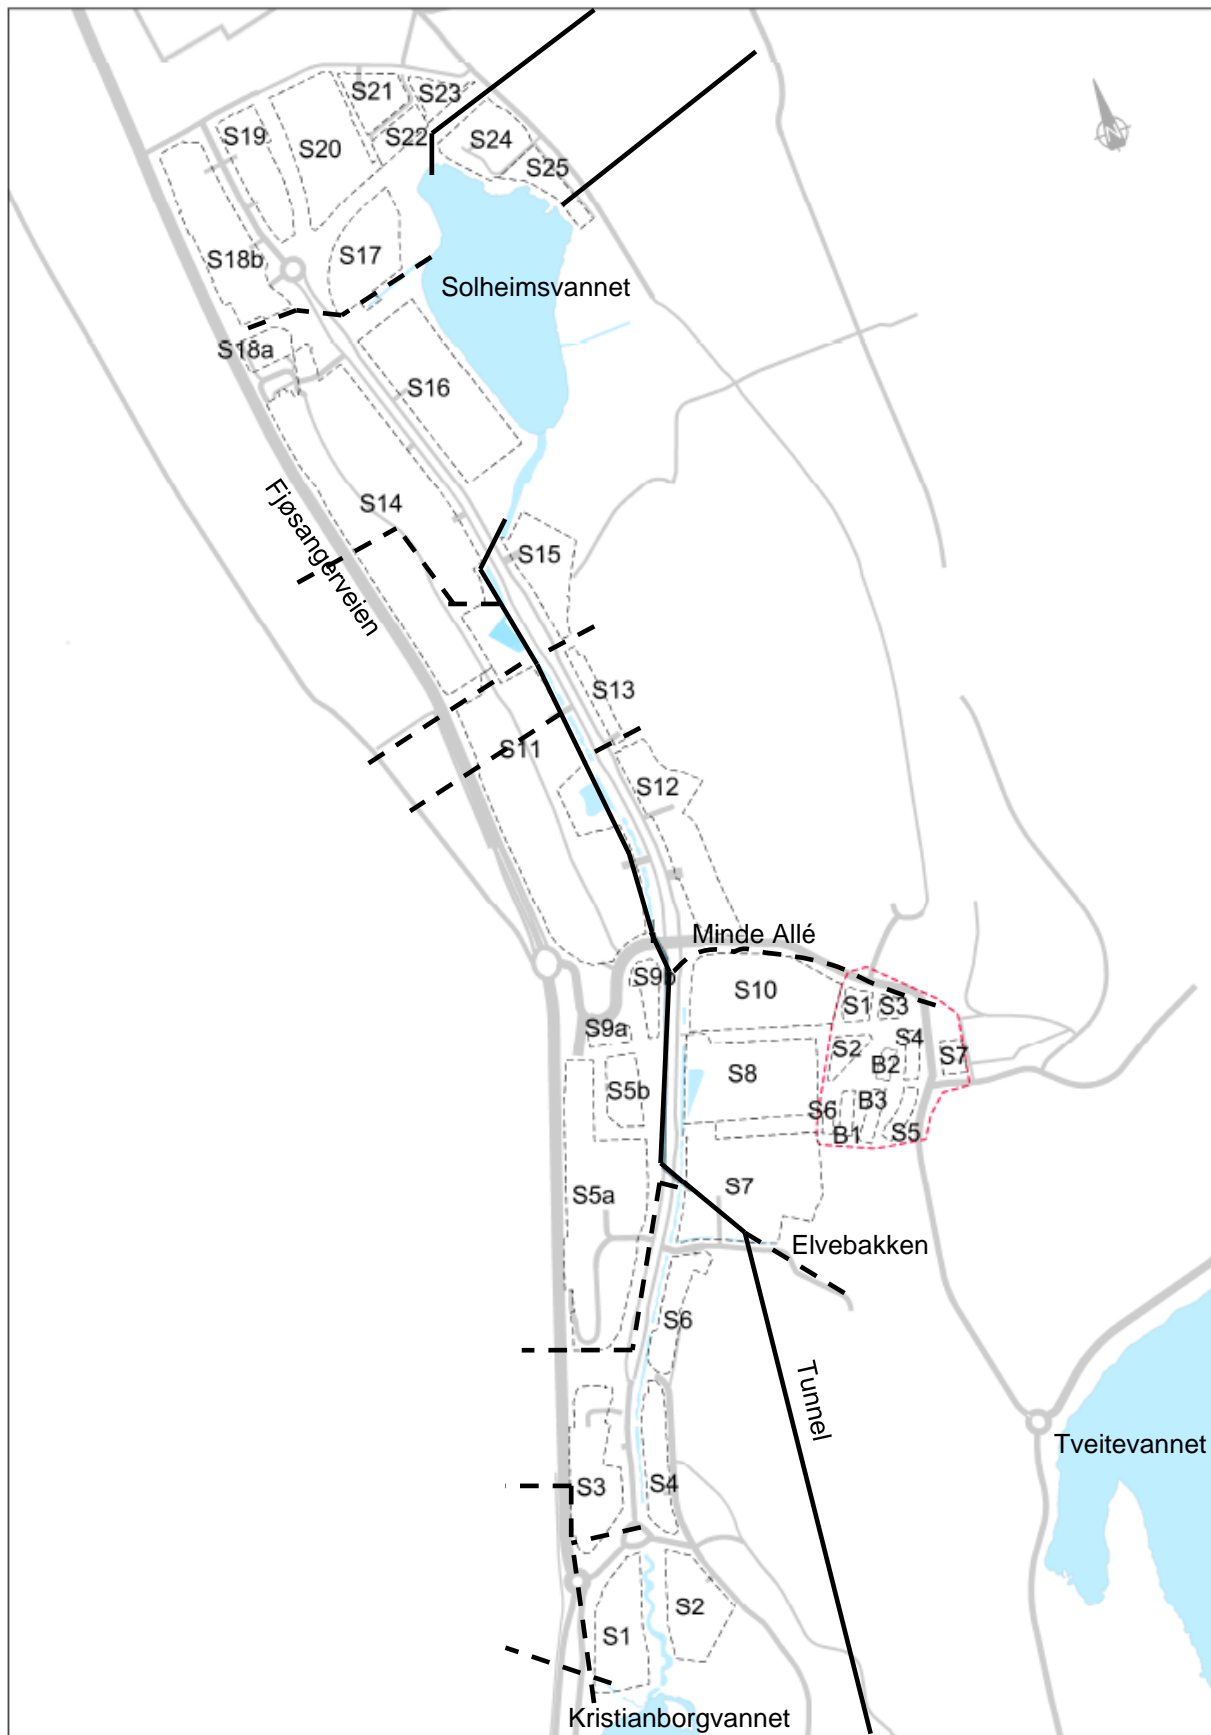 S21
S23
S19
S20
S22
S24
S25
S18b
S17
Solheimsvannet
S18a
S16
S14
Fjøsangerveien
S15
S13
S11
S12
Minde Allé
S9b
S10
S1
S3
S9a
S2
S4
B2
S7
S5b
S8
S6
B3
B1
S5
S5a
S7
Elvebakken
S6
Tunnel
Tveitevannet
S3
S4
S2
S1
Kristianborgvannet